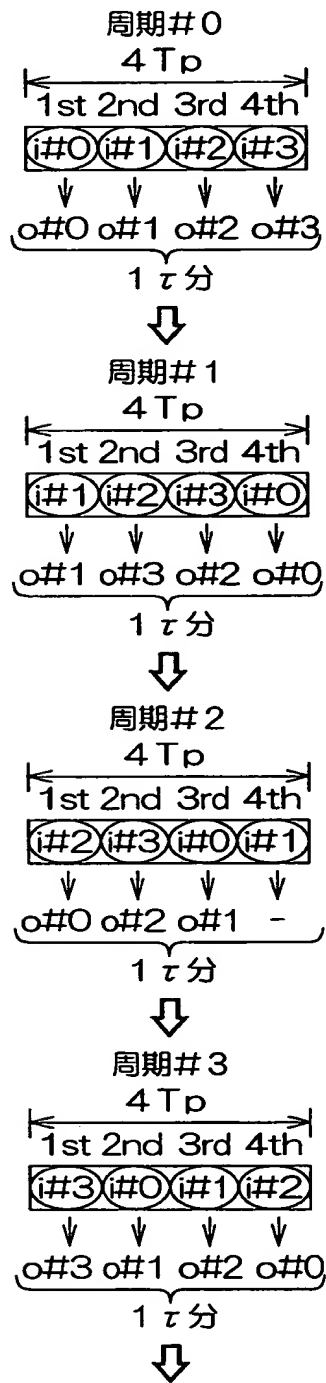 周期＃0
4Tp
1st 2nd 3rd 4th
i#0 i#1 i#2 i#3
o#0 o#1 o#2 o#3
1τ分
周期＃1
4Tp
1st 2nd 3rd 4th
i#1 i#2 i#3 i#0
o#1 o#3 o#2 o#0
1τ分
周期＃2
4Tp
1st 2nd 3rd 4th
i#2 i#3 i#0 i#1
o#0 o#2 o#1 -
1τ分
周期＃3
4Tp
1st 2nd 3rd 4th
i#3 i#0 i#1 i#2
o#3 o#1 o#2 o#0
1τ分